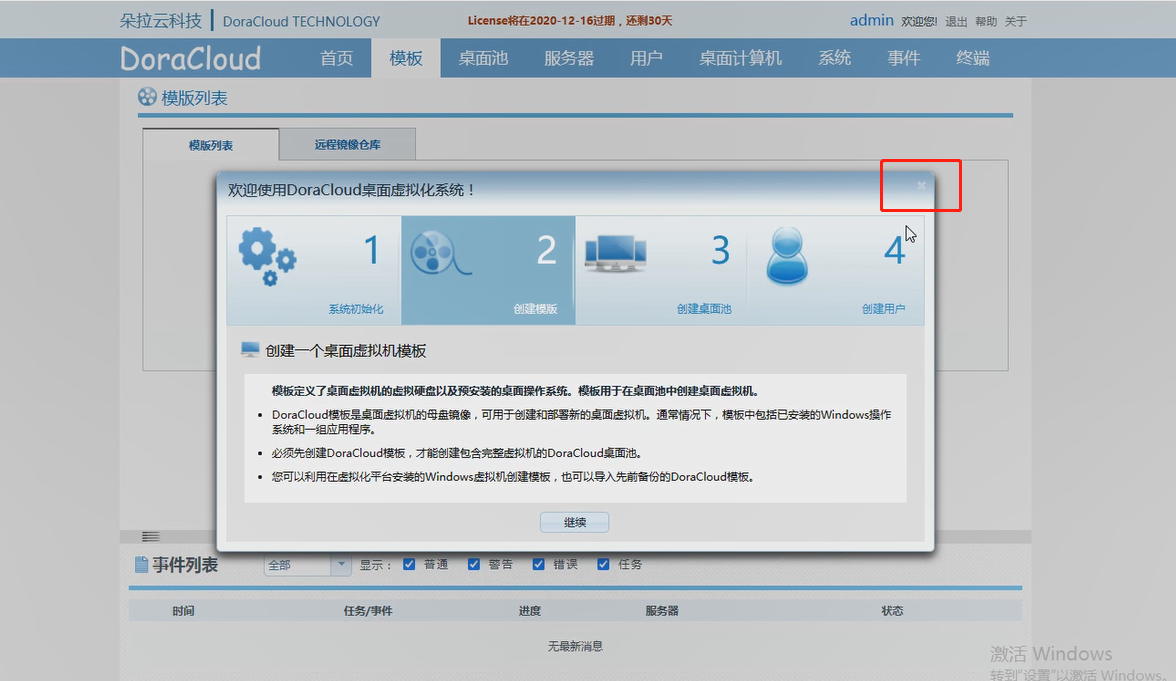 朵拉云科技 DoraCloud TECHNOLOGY License将在2020-12-16过期，还剩30天 admin 欢迎您! 退出 帮助 关于
DoraCloud 首页 模板 桌面池 服务器 用户 桌面计算机 系统 事件 终端
模版列表
模版列表 远程镜像仓库
欢迎使用DoraCloud桌面虚拟化系统！
1 2 3 4
系统初始化 创建模版 创建桌面池 创建用户
创建一个桌面虚拟机模板
模板定义了桌面虚拟机的虚拟硬盘以及预安装的桌面操作系统。模板用于在桌面池中创建桌面虚拟机。
• DoraCloud模板是桌面虚拟机的母盘镜像，可用于创建和部署新的桌面虚拟机。通常情况下，模板中包括已安装的Windows操作
系统和一组应用程序。
• 必须先创建DoraCloud模板，才能创建包含完整虚拟机的DoraCloud桌面池。
• 您可以利用在虚拟化平台安装的Windows虚拟机创建模板，也可以导入先前备份的DoraCloud模板。
继续
事件列表 全部 显示： 普通 警告 错误 任务
时间 任务/事件 进度 服务器 状态
无最新消息
激活 Windows
转到"设置"以激活 Windows。